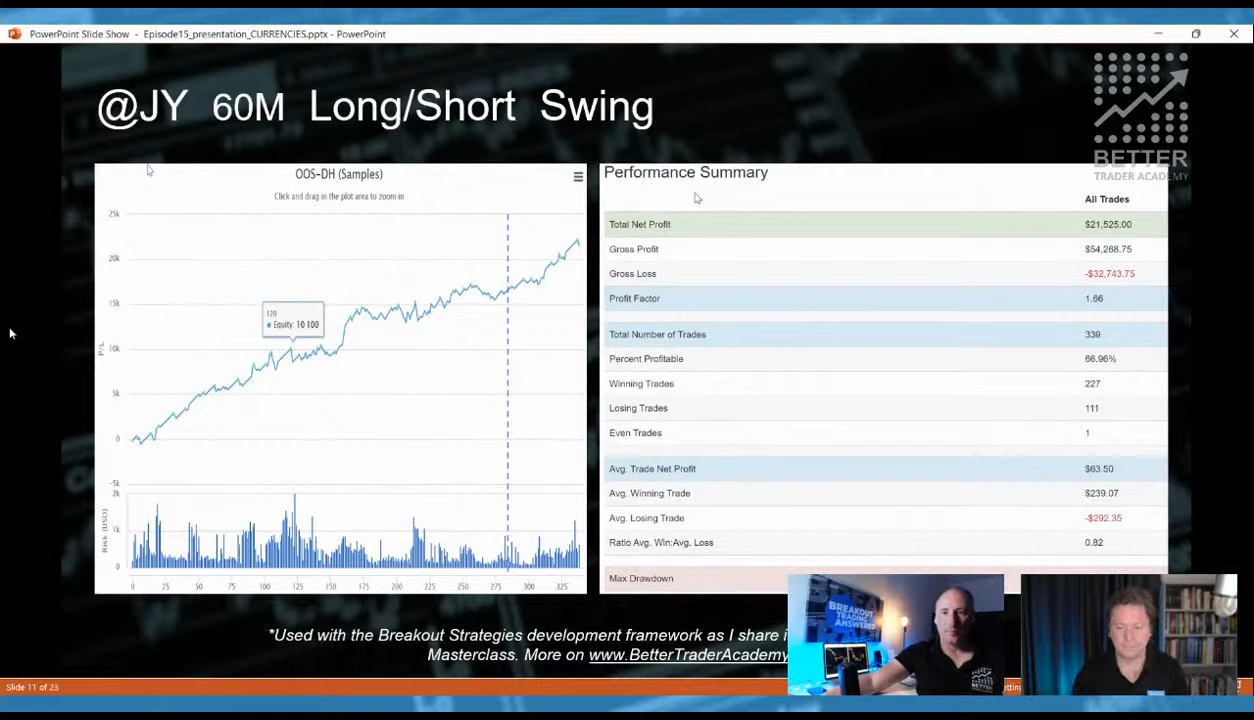 PowerPoint Slide Show - Episode15_presentation_CURRENCIES.pptx - PowerPoint
@JY 60M Long/Short Swing
BETTER
TRADER ACADEMY
OOS-DH (Samples)
Click and drag in the plot area to zoom in
25k
20k
15k
10k
5k
0
-5k
P/L
120
Equity: 10 100
2k
1k
0
Risk (USD)
0
25
50
75
100
125
150
175
200
225
250
275
300
325
Performance Summary
All Trades
Total Net Profit $21,525.00
Gross Profit $54,268.75
Gross Loss -$32,743.75
Profit Factor 1.66
Total Number of Trades 339
Percent Profitable 66.96%
Winning Trades 227
Losing Trades 111
Even Trades 1
Avg. Trade Net Profit $63.50
Avg. Winning Trade $239.07
Avg. Losing Trade -$292.35
Ratio Avg. Win:Avg. Loss 0.82
Max Drawdown
*Used with the Breakout Strategies development framework as I share
Masterclass. More on www.BetterTraderAcademy
BREAKOUT
TRADING
ANSWERED
BETTER
Slide 11 of 23